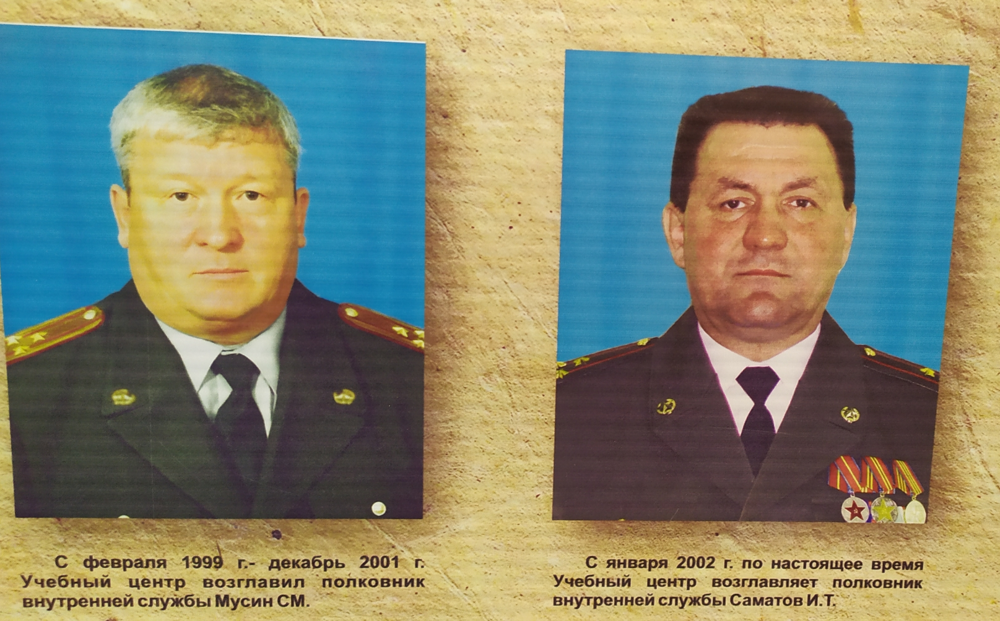 С февраля 1999 г.- декабрь 2001 г.
Учебный центр возглавил полковник
внутренней службы Мусин СМ.
С января 2002 г. по настоящее время
Учебный центр возглавляет полковник
внутренней службы Саматов И.Т.